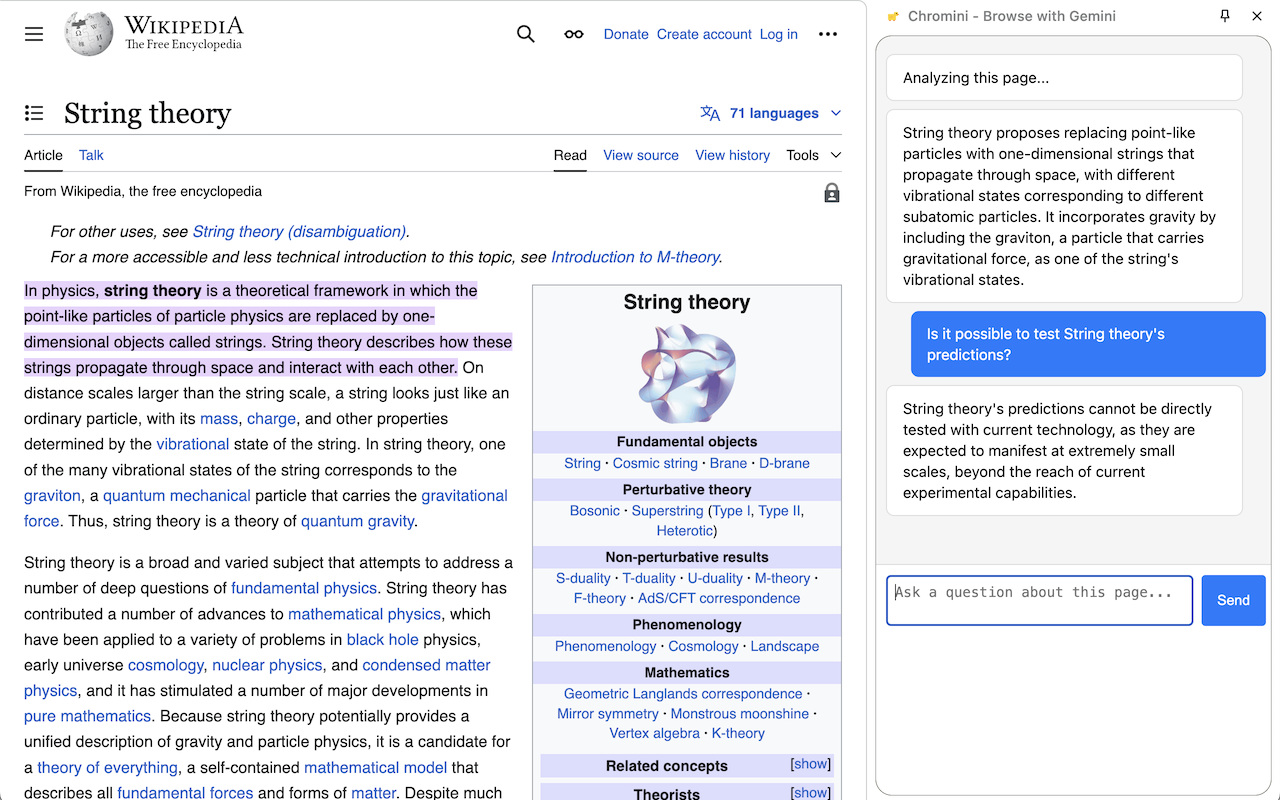 WIKIPEDIA
The Free Encyclopedia
Donate Create account Log in
String theory
71 languages
Article Talk
Read View source View history Tools
From Wikipedia, the free encyclopedia
For other uses, see String theory (disambiguation).
For a more accessible and less technical introduction to this topic, see Introduction to M-theory.
In physics, string theory is a theoretical framework in which the
point-like particles of particle physics are replaced by one-
dimensional objects called strings. String theory describes how these
strings propagate through space and interact with each other. On
distance scales larger than the string scale, a string looks just like an
ordinary particle, with its mass, charge, and other properties
determined by the vibrational state of the string. In string theory, one
of the many vibrational states of the string corresponds to the
graviton, a quantum mechanical particle that carries the gravitational
force. Thus, string theory is a theory of quantum gravity.
String theory is a broad and varied subject that attempts to address a
number of deep questions of fundamental physics. String theory has
contributed a number of advances to mathematical physics, which
have been applied to a variety of problems in black hole physics,
early universe cosmology, nuclear physics, and condensed matter
physics, and it has stimulated a number of major developments in
pure mathematics. Because string theory potentially provides a
unified description of gravity and particle physics, it is a candidate for
a theory of everything, a self-contained mathematical model that
describes all fundamental forces and forms of matter. Despite much
String theory
Fundamental objects
String · Cosmic string · Brane · D-brane
Perturbative theory
Bosonic · Superstring (Type I, Type II,
Heterotic)
Non-perturbative results
S-duality · T-duality · U-duality · M-theory ·
F-theory · AdS/CFT correspondence
Phenomenology
Phenomenology · Cosmology · Landscape
Mathematics
Geometric Langlands correspondence ·
Mirror symmetry · Monstrous moonshine ·
Vertex algebra · K-theory
Related concepts [show]
Theorists [show]
Chromini - Browse with Gemini
Analyzing this page...
String theory proposes replacing point-like
particles with one-dimensional strings that
propagate through space, with different
vibrational states corresponding to different
subatomic particles. It incorporates gravity by
including the graviton, a particle that carries
gravitational force, as one of the string's
vibrational states.
Is it possible to test String theory's
predictions?
String theory's predictions cannot be directly
tested with current technology, as they are
expected to manifest at extremely small
scales, beyond the reach of current
experimental capabilities.
Ask a question about this page...
Send